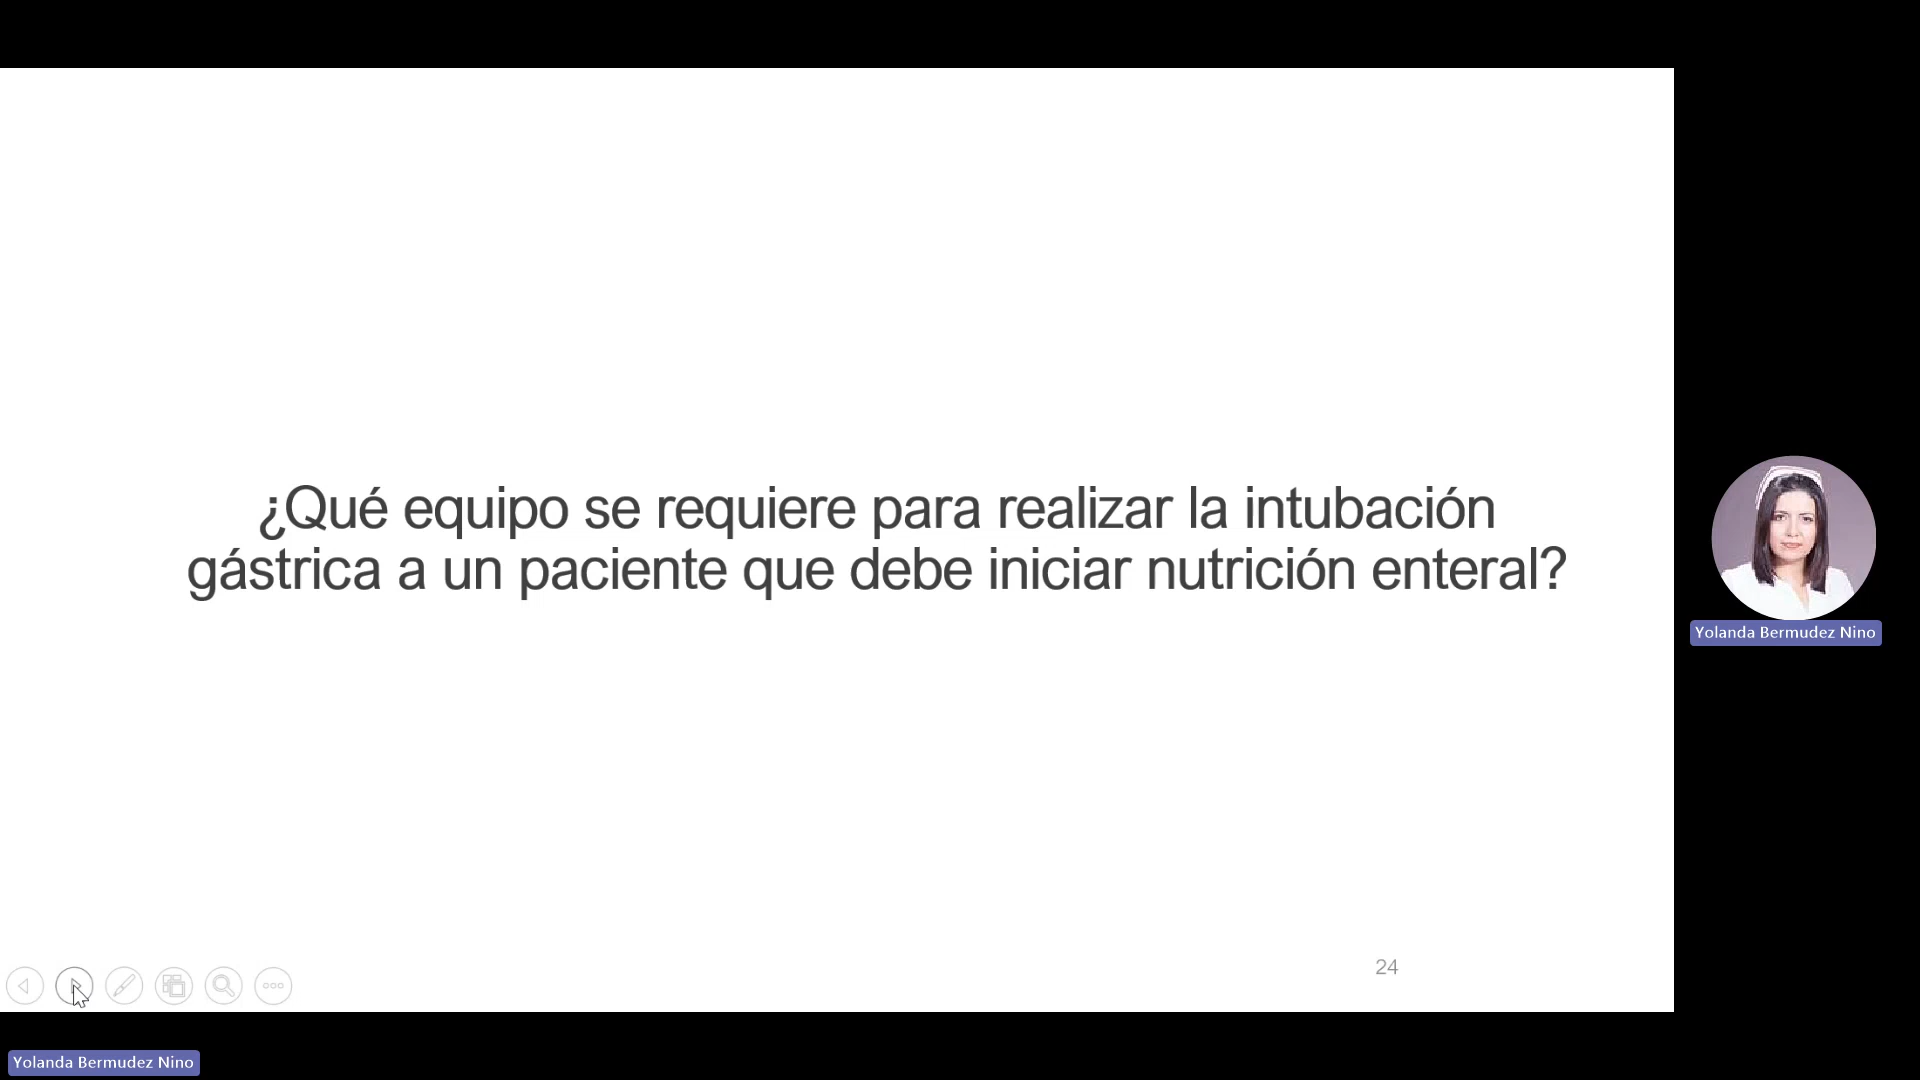 ¿Qué equipo se requiere para realizar la intubación
gástrica a un paciente que debe iniciar nutrición enteral?
Yolanda Bermudez Nino
24
Yolanda Bermudez Nino